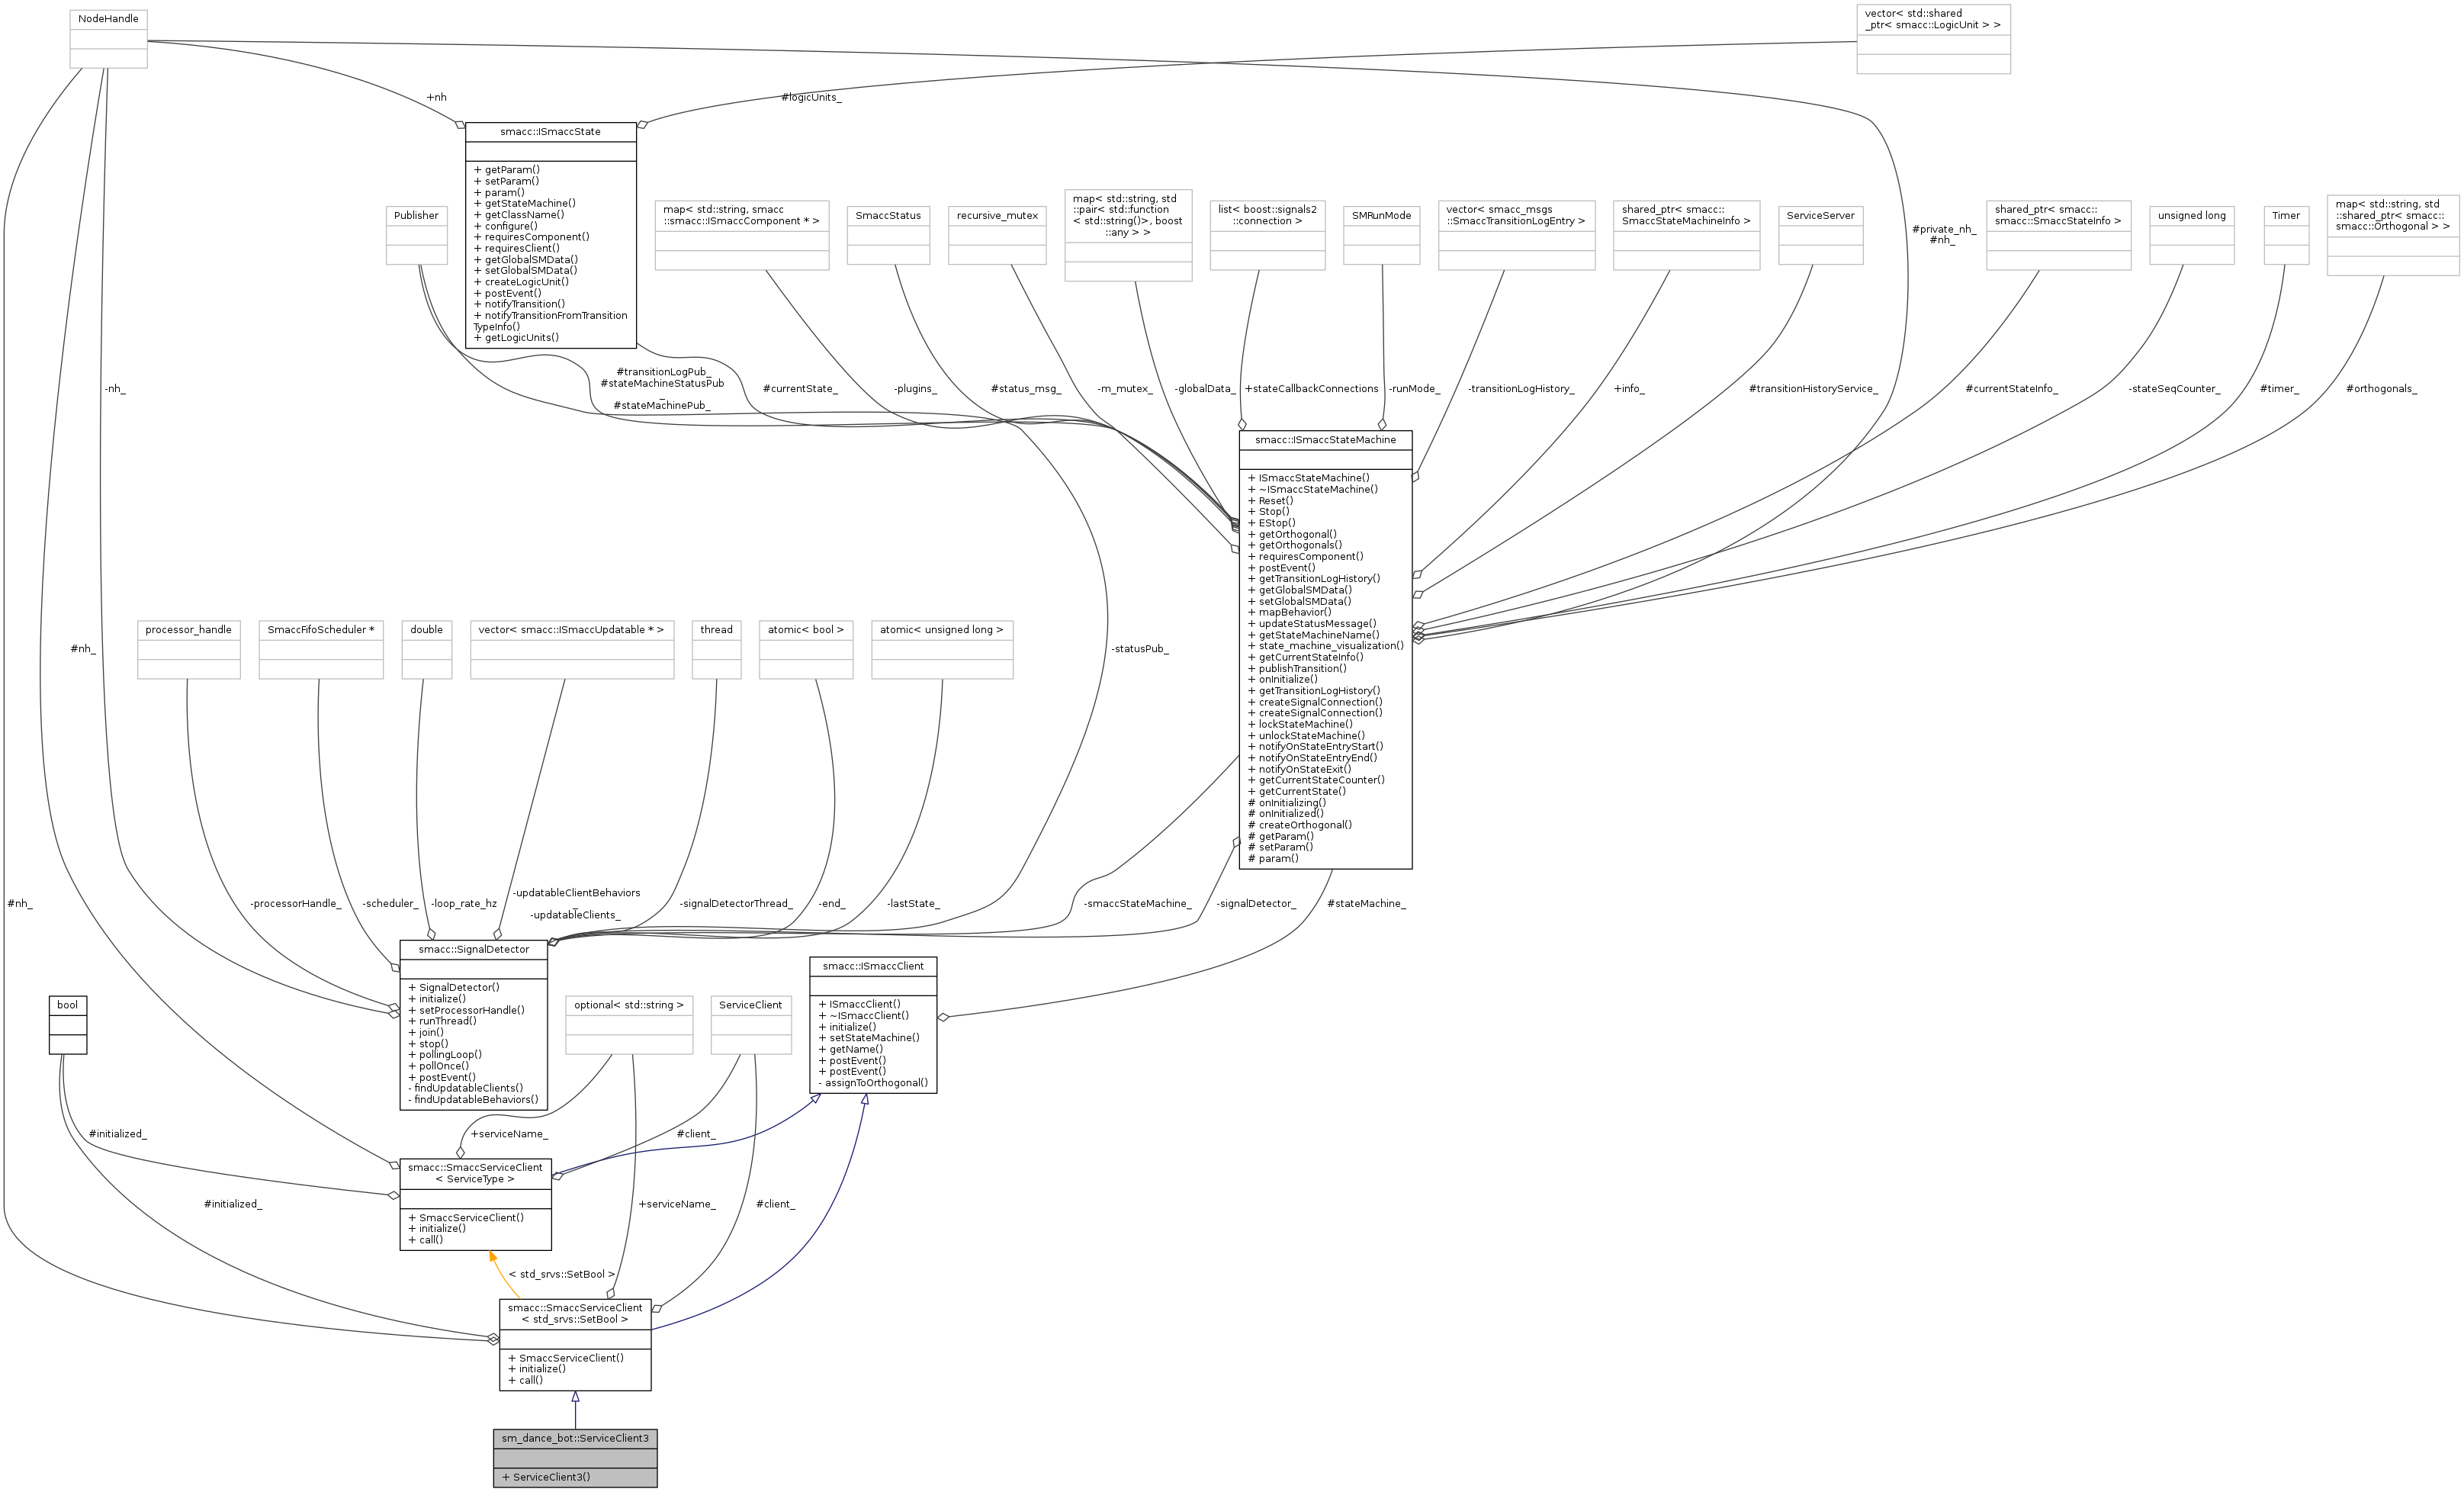 NodeHandle
vector< std::shared
_ptr< smacc::LogicUnit > >
+nh
#logicUnits_
smacc::ISmaccState
+ getParam()
+ setParam()
+ param()
+ getStateMachine()
+ getClassName()
+ configure()
+ requiresComponent()
+ requiresClient()
+ getGlobalSMData()
+ setGlobalSMData()
+ createLogicUnit()
+ postEvent()
+ notifyTransition()
+ notifyTransitionFromTransition
TypeInfo()
+ getLogicUnits()
Publisher
map< std::string, smacc
::smacc::ISmaccComponent * >
SmaccStatus
recursive_mutex
map< std::string, std
::pair< std::function
< std::string()>, boost
::any > >
list< boost::signals2
::connection >
SMRunMode
vector< smacc_msgs
::SmaccTransitionLogEntry >
shared_ptr< smacc::
SmaccStateMachineInfo >
ServiceServer
#private_nh_
#nh_
shared_ptr< smacc::
smacc::SmaccStateInfo >
unsigned long
Timer
map< std::string, std
::shared_ptr< smacc::
smacc::Orthogonal > >
-nh_
#transitionLogPub_
#stateMachineStatusPub
_
#stateMachinePub_
#currentState_
-plugins_
#status_msg_
-m_mutex_
-globalData_
+stateCallbackConnections
-runMode_
-transitionLogHistory_
+info_
#transitionHistoryService_
#currentStateInfo_
-stateSeqCounter_
#timer_
#orthogonals_
smacc::ISmaccStateMachine
+ ISmaccStateMachine()
+ ~ISmaccStateMachine()
+ Reset()
+ Stop()
+ EStop()
+ getOrthogonal()
+ getOrthogonals()
+ requiresComponent()
+ postEvent()
+ getTransitionLogHistory()
+ getGlobalSMData()
+ setGlobalSMData()
+ mapBehavior()
+ updateStatusMessage()
+ getStateMachineName()
+ state_machine_visualization()
+ getCurrentStateInfo()
+ publishTransition()
+ onInitialize()
+ getTransitionLogHistory()
+ createSignalConnection()
+ createSignalConnection()
+ lockStateMachine()
+ unlockStateMachine()
+ notifyOnStateEntryStart()
+ notifyOnStateEntryEnd()
+ notifyOnStateExit()
+ getCurrentStateCounter()
+ getCurrentState()
# onInitializing()
# onInitialized()
# createOrthogonal()
# getParam()
# setParam()
# param()
#nh_
processor_handle
SmaccFifoScheduler *
double
vector< smacc::ISmaccUpdatable * >
thread
atomic< bool >
atomic< unsigned long >
-statusPub_
#nh_
-processorHandle_
-scheduler_
-loop_rate_hz
-updatableClientBehaviors
_
-updatableClients_
-signalDetectorThread_
-end_
-lastState_
-smaccStateMachine_
-signalDetector_
#stateMachine_
smacc::SignalDetector
+ SignalDetector()
+ initialize()
+ setProcessorHandle()
+ runThread()
+ join()
+ stop()
+ pollingLoop()
+ pollOnce()
+ postEvent()
- findUpdatableClients()
- findUpdatableBehaviors()
smacc::ISmaccClient
+ ISmaccClient()
+ ~ISmaccClient()
+ initialize()
+ setStateMachine()
+ getName()
+ postEvent()
+ postEvent()
- assignToOrthogonal()
bool
optional< std::string >
ServiceClient
#initialized_
+serviceName_
#client_
smacc::SmaccServiceClient
< ServiceType >
+ SmaccServiceClient()
+ initialize()
+ call()
#initialized_
+serviceName_
#client_
< std_srvs::SetBool >
smacc::SmaccServiceClient
< std_srvs::SetBool >
+ SmaccServiceClient()
+ initialize()
+ call()
sm_dance_bot::ServiceClient3
+ ServiceClient3()